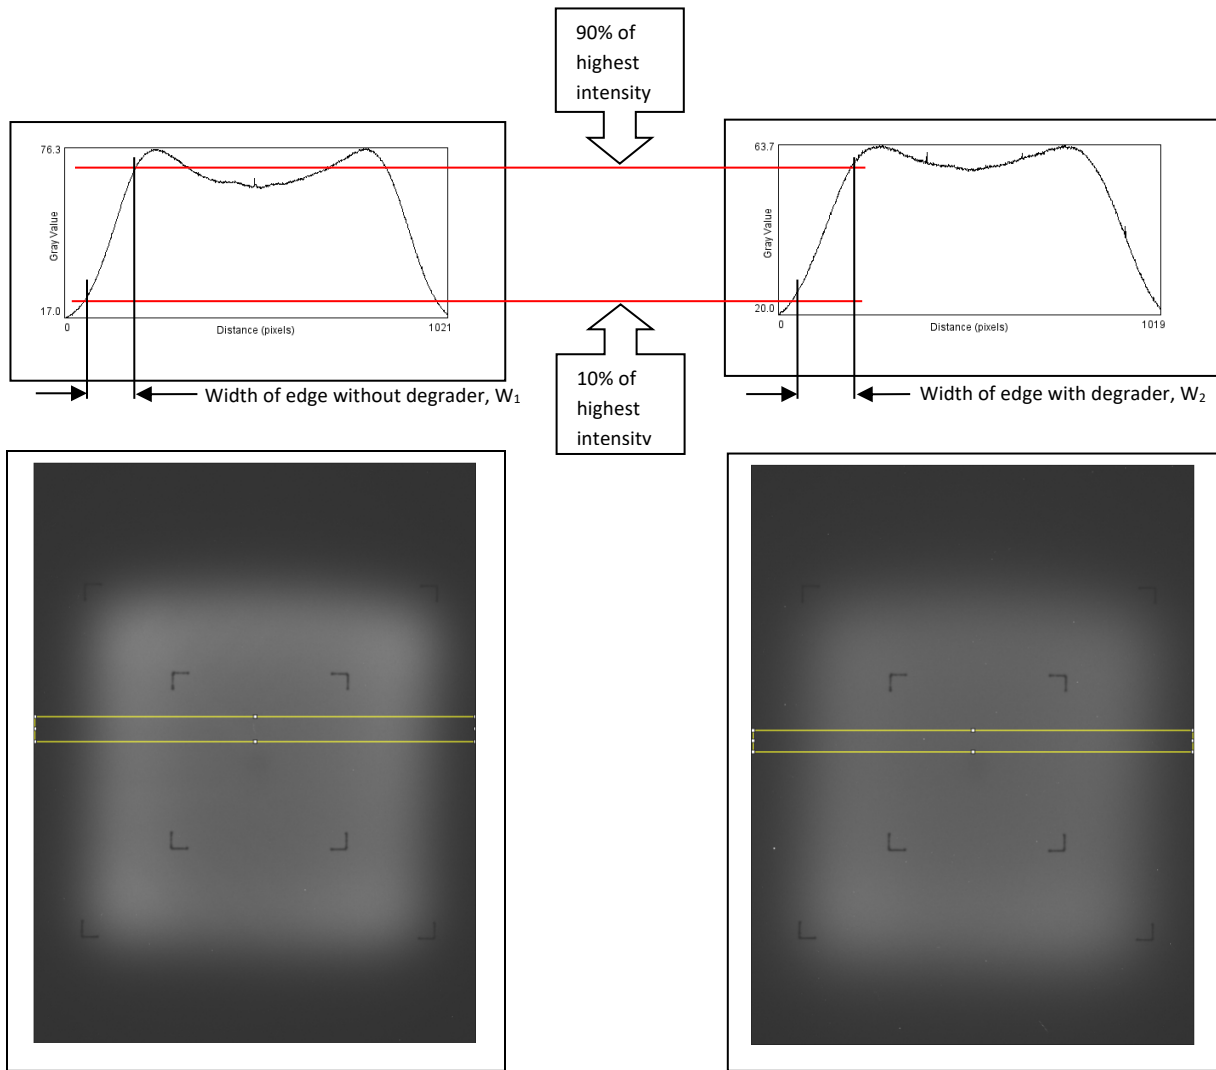 90% of
highest
intensity
76.3
Gray Value
17.0
0
Distance (pixels)
1021
63.7
Gray Value
20.0
0
Distance (pixels)
1019
Width of edge without degrader, W₁
10% of
highest
intensity
Width of edge with degrader, W₂